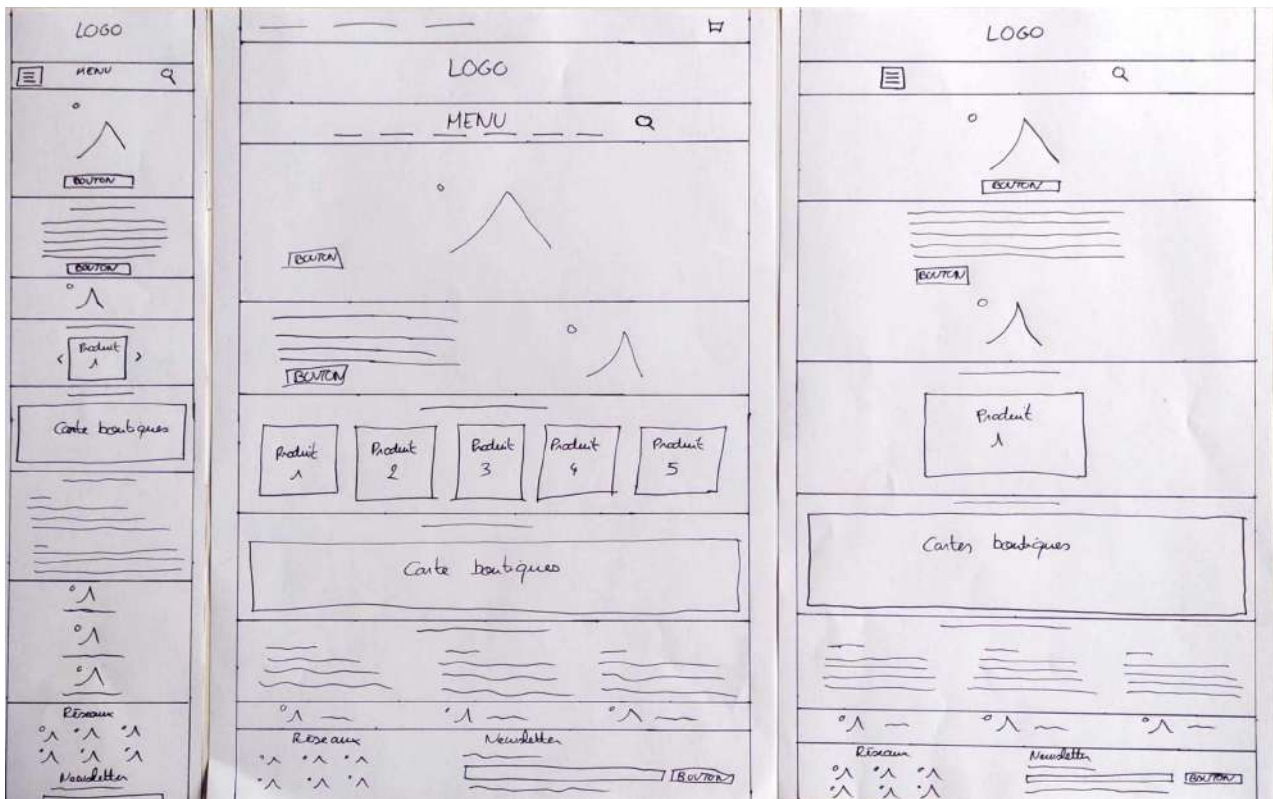 LOGO
MENU
BOUTON
BOUTON
Produit
1
Carte boutiques
Réseaux
Newsletter
LOGO
MENU
BOUTON
BOUTON
Produit
1
Produit
2
Produit
3
Produit
4
Produit
5
Carte boutiques
Réseaux
Newsletter
BOUTON
LOGO
BOUTON
BOUTON
Produit
1
Cartes boutiques
Réseaux
Newsletter
BOUTON